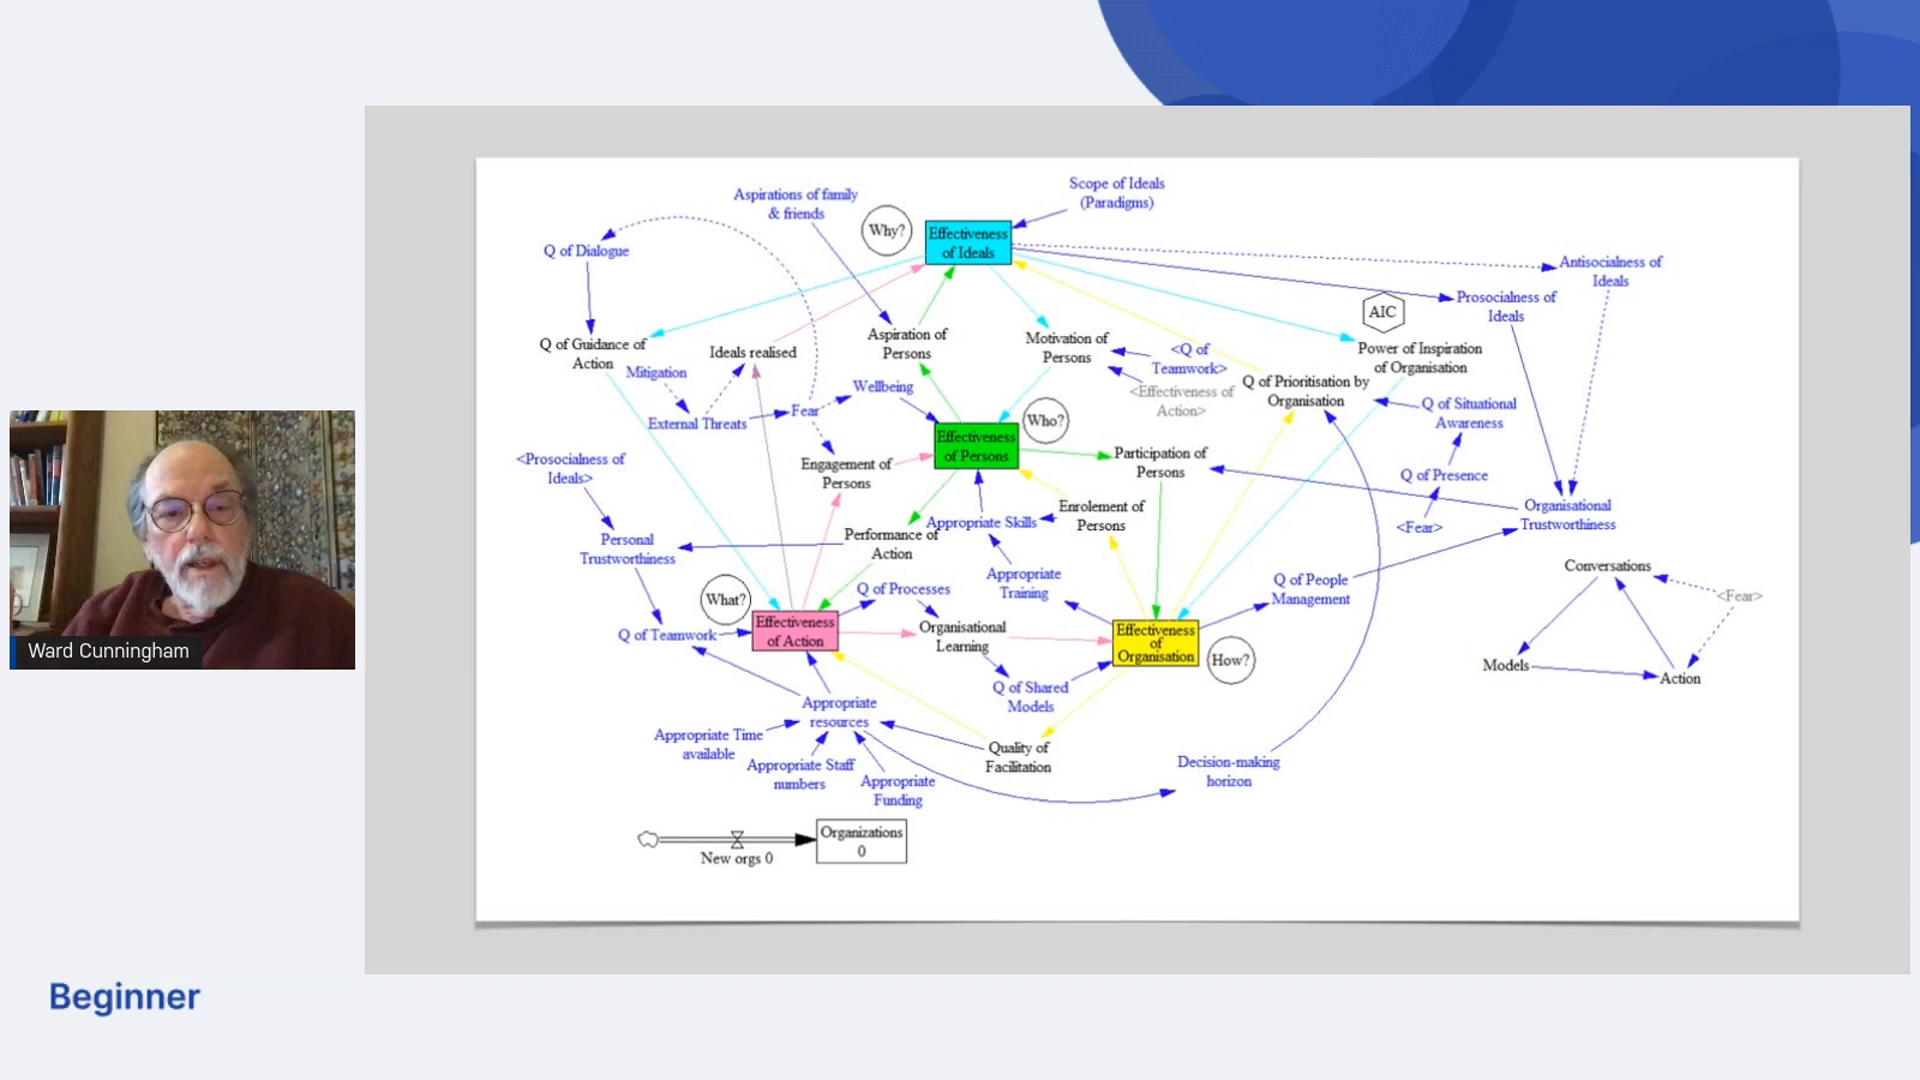 Aspirations of family
& friends
Scope of Ideals
(Paradigms)
Why?
Effectiveness
of Ideals
Q of Dialogue
Antisocialness of
Ideals
Prosocialness of
Ideals
AIC
Q of Guidance of
Action
Ideals realised
Aspiration of
Persons
Motivation of
Persons
<Q of
Teamwork>
Power of Inspiration
of Organisation
Mitigation
Wellbeing
<Effectiveness of
Action>
Q of Prioritisation by
Organisation
External Threats
Fear
Q of Situational
Awareness
Effectiveness
of Persons
Who?
<Prosocialness of
Ideals>
Engagement of
Persons
Participation of
Persons
Q of Presence
Enrolement of
Persons
Appropriate Skills
<Fear>
Organisational
Trustworthiness
Personal
Trustworthiness
Performance of
Action
Conversations
Appropriate
Training
Q of People
Management
<Fear>
What?
Q of Processes
Effectiveness
of Action
Q of Teamwork
Organisational
Learning
Effectiveness
of
Organisation
How?
Models
Action
Q of Shared
Models
Appropriate
resources
Appropriate Time
available
Quality of
Facilitation
Appropriate Staff
numbers
Appropriate
Funding
Decision-making
horizon
Organizations
0
New orgs 0
Ward Cunningham
Beginner